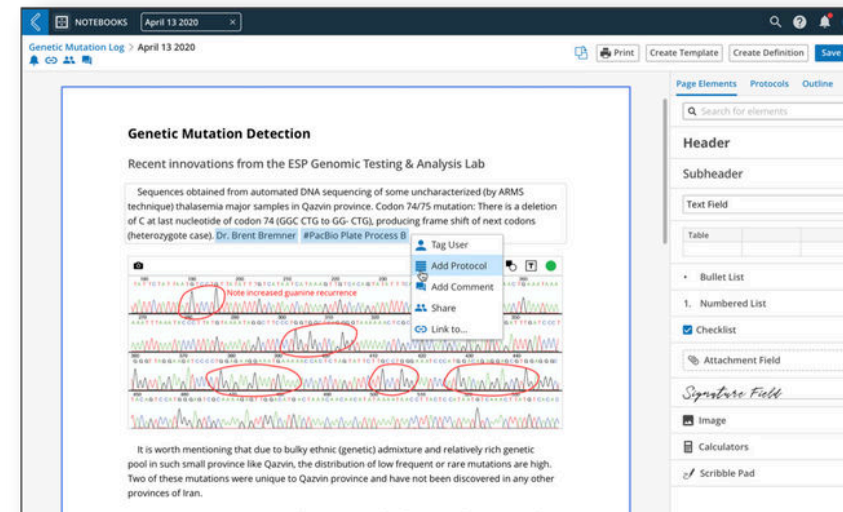 NOTEBOOKS
April 13 2020 ×
Genetic Mutation Log > April 13 2020
Print
Create Template
Create Definition
Save
Page Elements Protocols Outline
Search for elements
Header
Subheader
Text Field
Table
• Bullet List
1. Numbered List
Checklist
Attachment Field
Signature Field
Image
Calculators
Scribble Pad
Genetic Mutation Detection
Recent innovations from the ESP Genomic Testing & Analysis Lab
Sequences obtained from automated DNA sequencing of some uncharacterized (by ARMS
technique) thalasemia major samples in Qazvin province. Codon 74/75 mutation: There is a deletion
of C at last nucleotide of codon 74 (GGC CTG to GG- CTG), producing frame shift of next codons
(heterozygote case). Dr. Brent Bremner #PacBio Plate Process B
Tag User
Add Protocol
Add Comment
Share
Link to...
Note increased guanine recurrence
It is worth mentioning that due to bulky ethnic (genetic) admixture and relatively rich genetic
pool in such small province like Qazvin, the distribution of low frequent or rare mutations are high.
Two of these mutations were unique to Qazvin province and have not been discovered in any other
provinces of Iran.